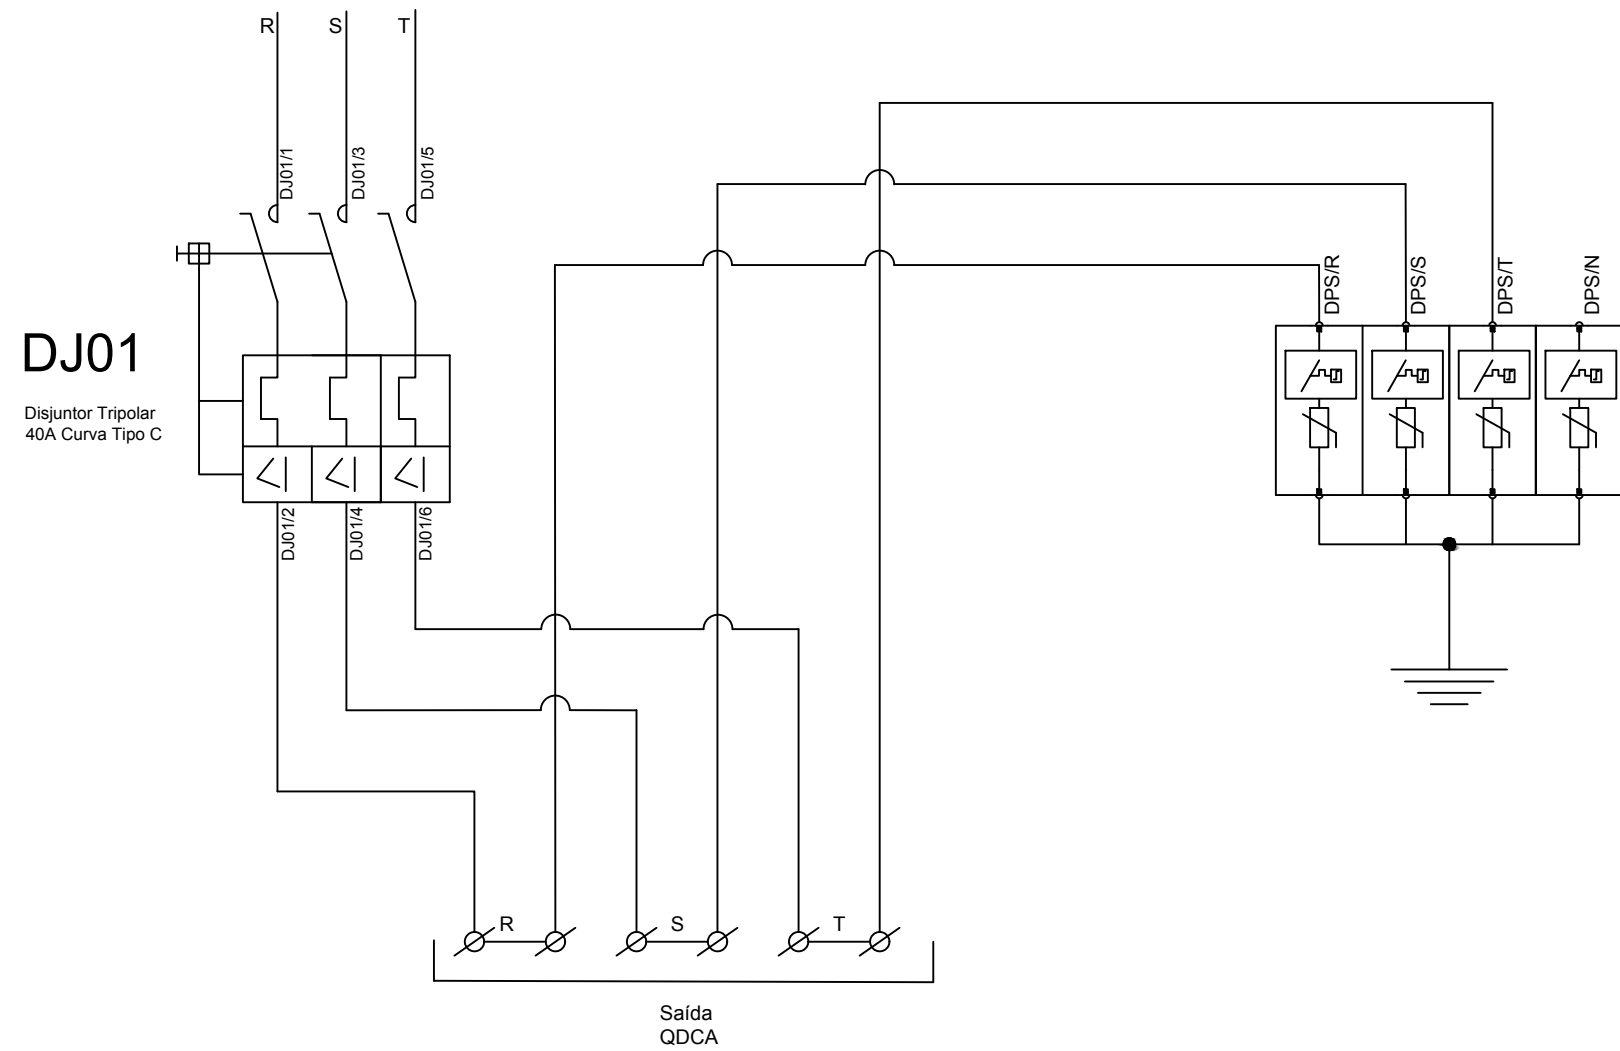 R
S
T
DJ01/1
DJ01/3
DJ01/5
DPS/R
DPS/S
DPS/T
DPS/N
DJ01
Disjuntor Tripolar
40A Curva Tipo C
DJ01/2
DJ01/4
DJ01/6
R
S
T
Saída
QDCA